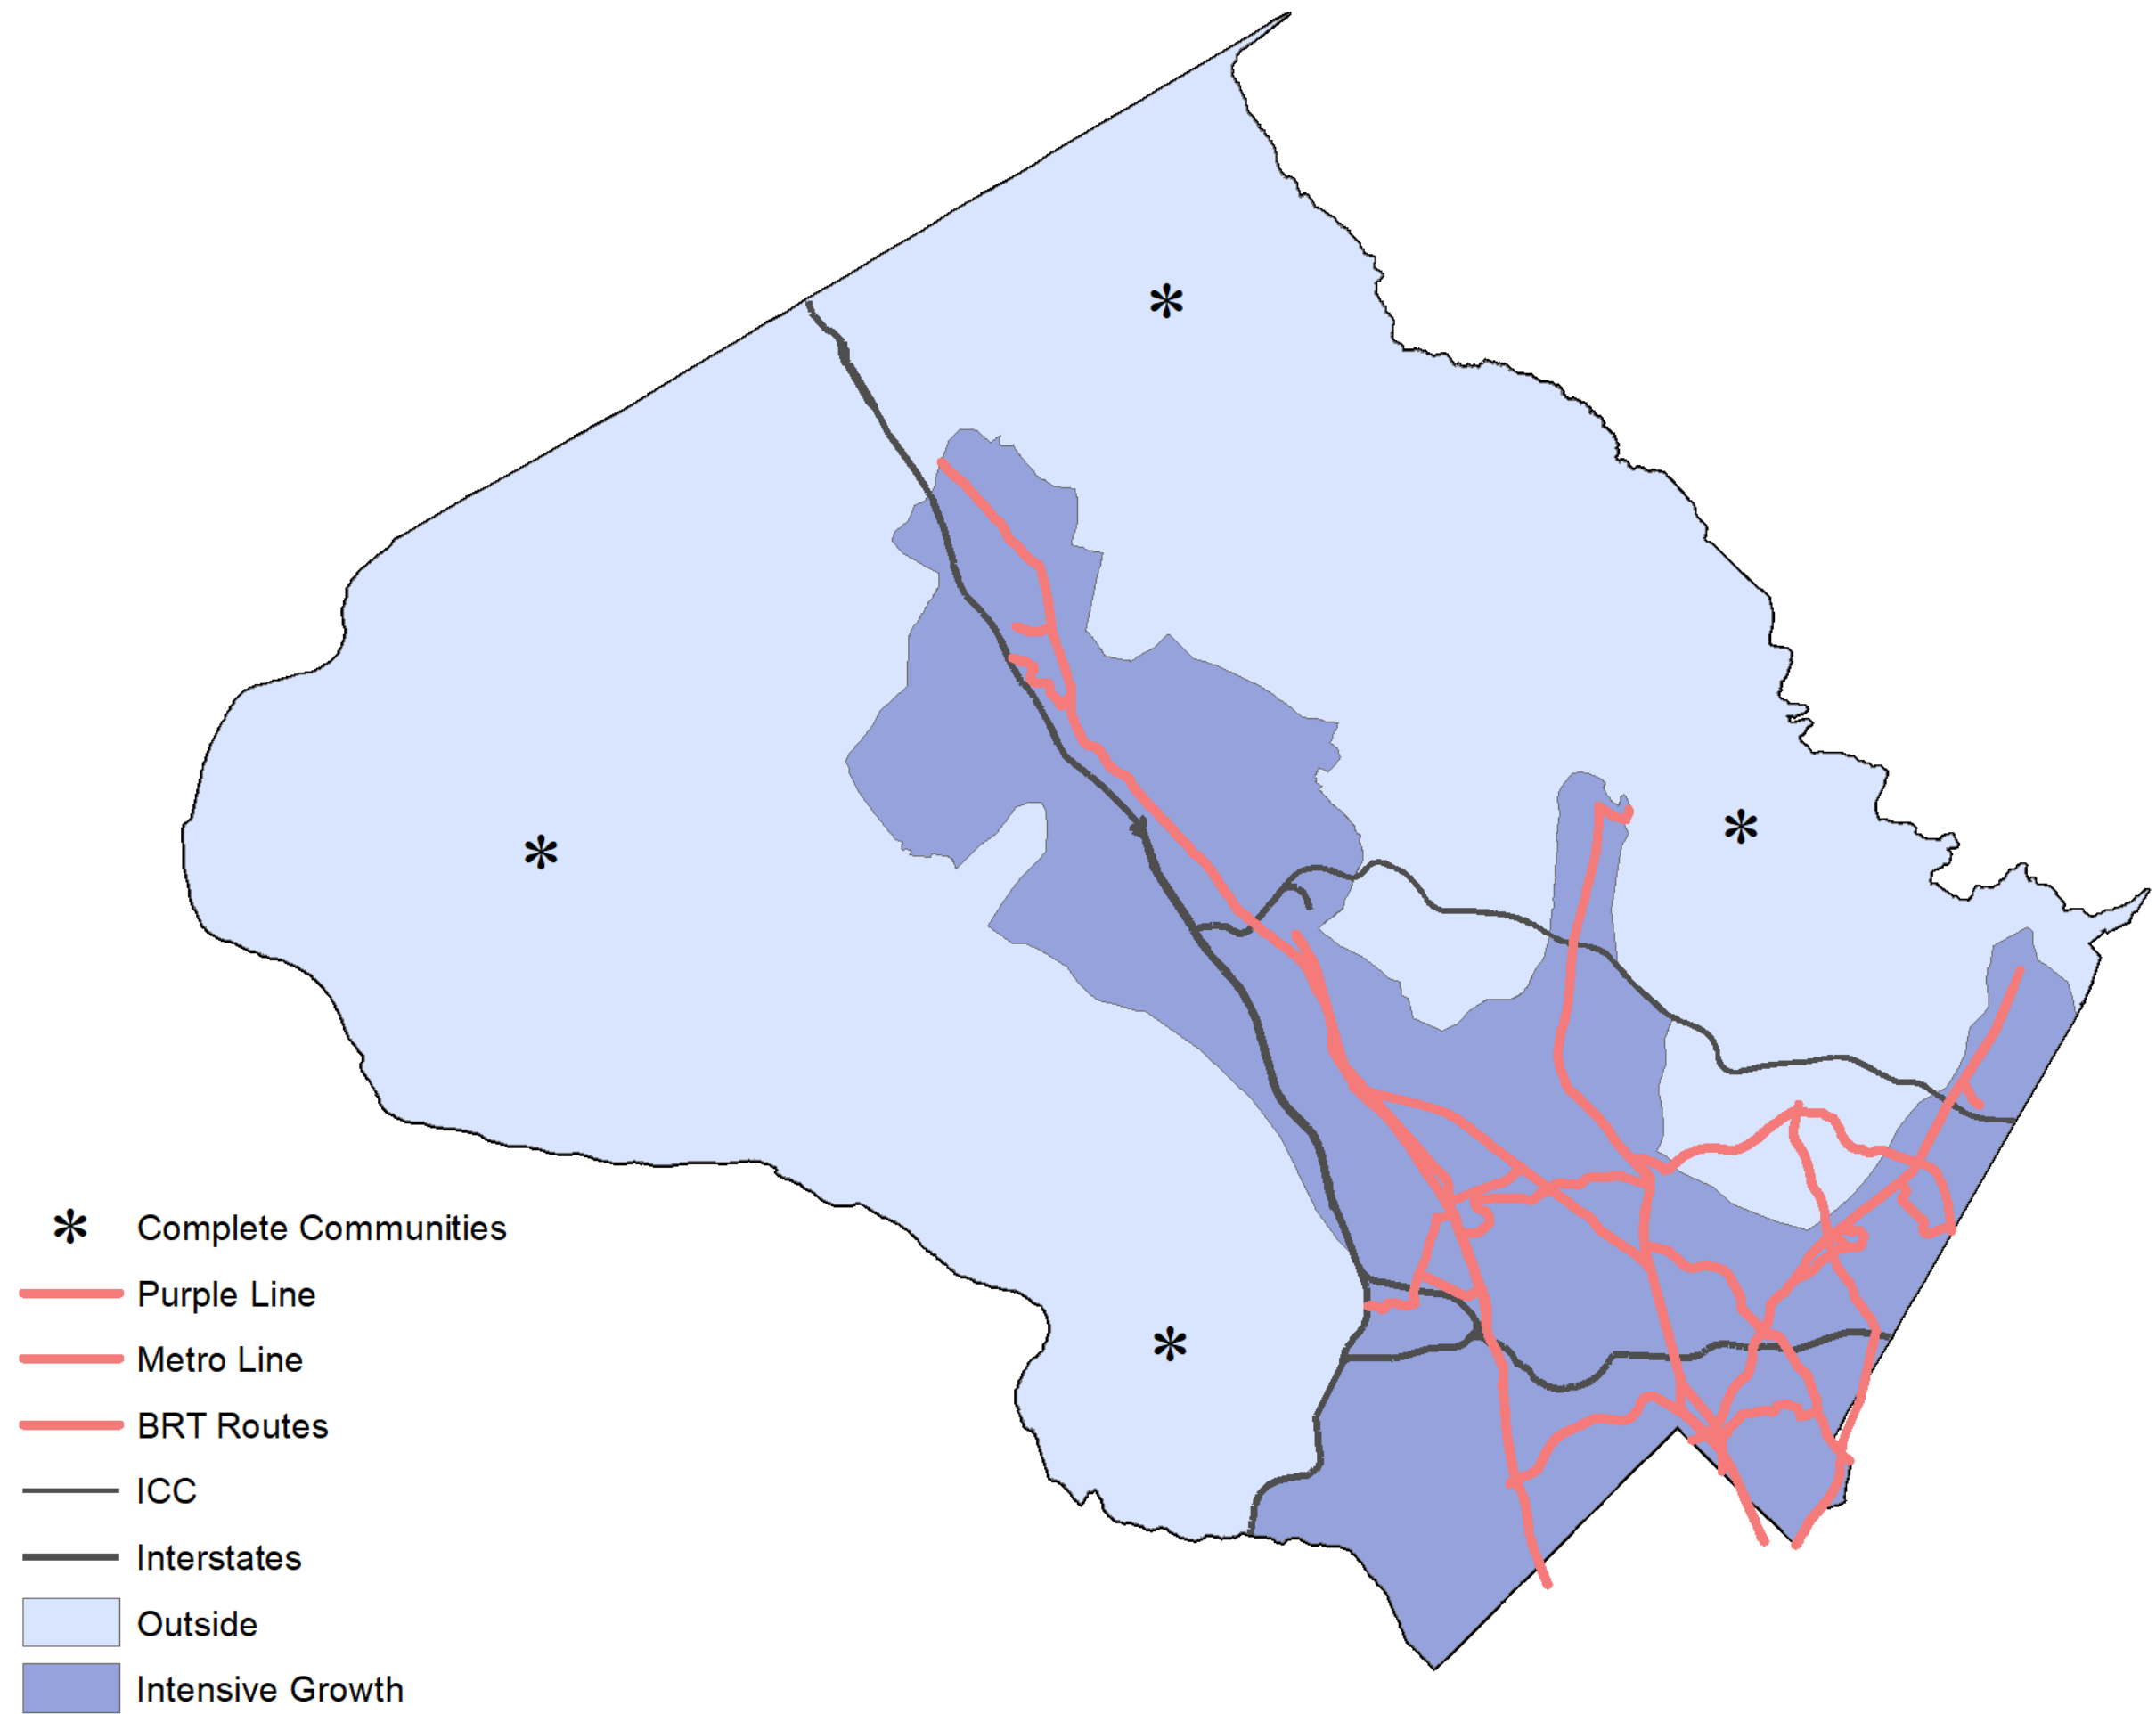 Complete Communities
Purple Line
Metro Line
BRT Routes
ICC
Interstates
Outside
Intensive Growth